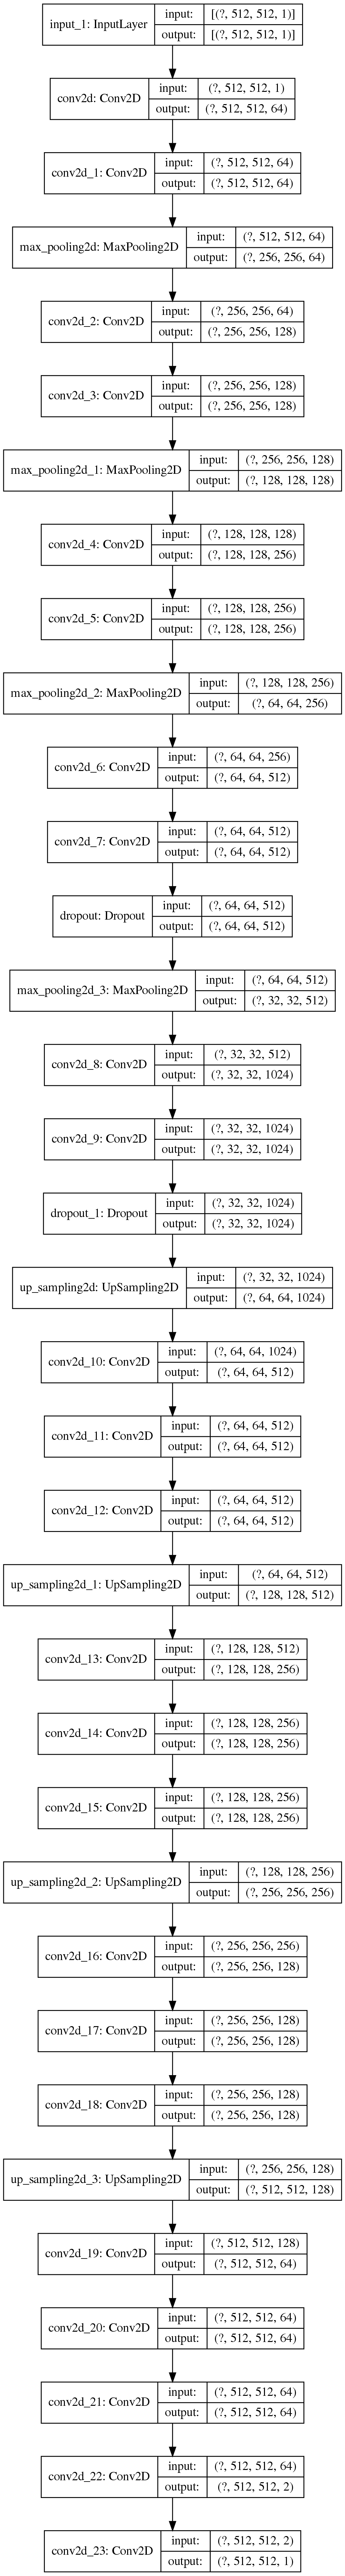 input_1: InputLayer
input: [(?, 512, 512, 1)]
output: [(?, 512, 512, 1)]
conv2d: Conv2D
input: (?, 512, 512, 1)
output: (?, 512, 512, 64)
conv2d_1: Conv2D
input: (?, 512, 512, 64)
output: (?, 512, 512, 64)
max_pooling2d: MaxPooling2D
input: (?, 512, 512, 64)
output: (?, 256, 256, 64)
conv2d_2: Conv2D
input: (?, 256, 256, 64)
output: (?, 256, 256, 128)
conv2d_3: Conv2D
input: (?, 256, 256, 128)
output: (?, 256, 256, 128)
max_pooling2d_1: MaxPooling2D
input: (?, 256, 256, 128)
output: (?, 128, 128, 128)
conv2d_4: Conv2D
input: (?, 128, 128, 128)
output: (?, 128, 128, 256)
conv2d_5: Conv2D
input: (?, 128, 128, 256)
output: (?, 128, 128, 256)
max_pooling2d_2: MaxPooling2D
input: (?, 128, 128, 256)
output: (?, 64, 64, 256)
conv2d_6: Conv2D
input: (?, 64, 64, 256)
output: (?, 64, 64, 512)
conv2d_7: Conv2D
input: (?, 64, 64, 512)
output: (?, 64, 64, 512)
dropout: Dropout
input: (?, 64, 64, 512)
output: (?, 64, 64, 512)
max_pooling2d_3: MaxPooling2D
input: (?, 64, 64, 512)
output: (?, 32, 32, 512)
conv2d_8: Conv2D
input: (?, 32, 32, 512)
output: (?, 32, 32, 1024)
conv2d_9: Conv2D
input: (?, 32, 32, 1024)
output: (?, 32, 32, 1024)
dropout_1: Dropout
input: (?, 32, 32, 1024)
output: (?, 32, 32, 1024)
up_sampling2d: UpSampling2D
input: (?, 32, 32, 1024)
output: (?, 64, 64, 1024)
conv2d_10: Conv2D
input: (?, 64, 64, 1024)
output: (?, 64, 64, 512)
conv2d_11: Conv2D
input: (?, 64, 64, 512)
output: (?, 64, 64, 512)
conv2d_12: Conv2D
input: (?, 64, 64, 512)
output: (?, 64, 64, 512)
up_sampling2d_1: UpSampling2D
input: (?, 64, 64, 512)
output: (?, 128, 128, 512)
conv2d_13: Conv2D
input: (?, 128, 128, 512)
output: (?, 128, 128, 256)
conv2d_14: Conv2D
input: (?, 128, 128, 256)
output: (?, 128, 128, 256)
conv2d_15: Conv2D
input: (?, 128, 128, 256)
output: (?, 128, 128, 256)
up_sampling2d_2: UpSampling2D
input: (?, 128, 128, 256)
output: (?, 256, 256, 256)
conv2d_16: Conv2D
input: (?, 256, 256, 256)
output: (?, 256, 256, 128)
conv2d_17: Conv2D
input: (?, 256, 256, 128)
output: (?, 256, 256, 128)
conv2d_18: Conv2D
input: (?, 256, 256, 128)
output: (?, 256, 256, 128)
up_sampling2d_3: UpSampling2D
input: (?, 256, 256, 128)
output: (?, 512, 512, 128)
conv2d_19: Conv2D
input: (?, 512, 512, 128)
output: (?, 512, 512, 64)
conv2d_20: Conv2D
input: (?, 512, 512, 64)
output: (?, 512, 512, 64)
conv2d_21: Conv2D
input: (?, 512, 512, 64)
output: (?, 512, 512, 64)
conv2d_22: Conv2D
input: (?, 512, 512, 64)
output: (?, 512, 512, 2)
conv2d_23: Conv2D
input: (?, 512, 512, 2)
output: (?, 512, 512, 1)